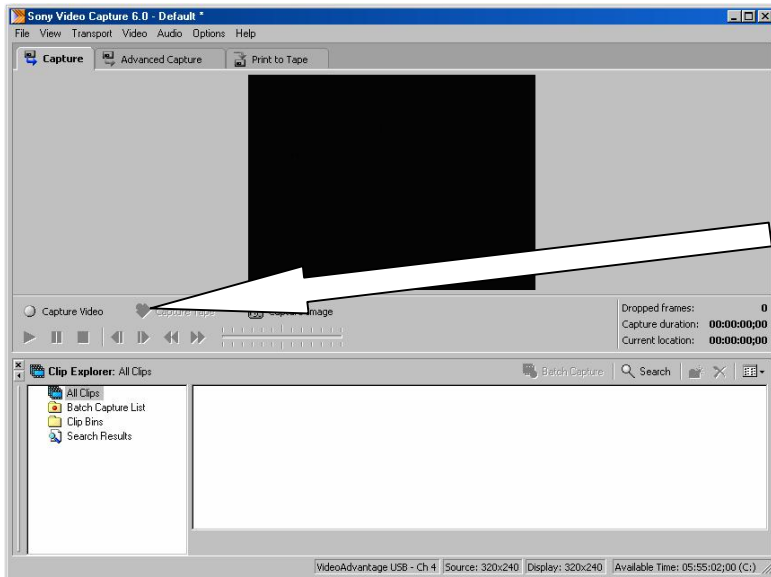 Sony Video Capture 6.0 - Default *
File View Transport Video Audio Options Help
Capture Advanced Capture Print to Tape
Capture Video Capture Tape Capture Image
Dropped frames: 0
Capture duration: 00:00:00;00
Current location: 00:00:00;00
Clip Explorer: All Clips Batch Capture Search
All Clips
Batch Capture List
Clip Bins
Search Results
VideoAdvantage USB - Ch 4 Source: 320x240 Display: 320x240 Available Time: 05:55:02;00 (C:)